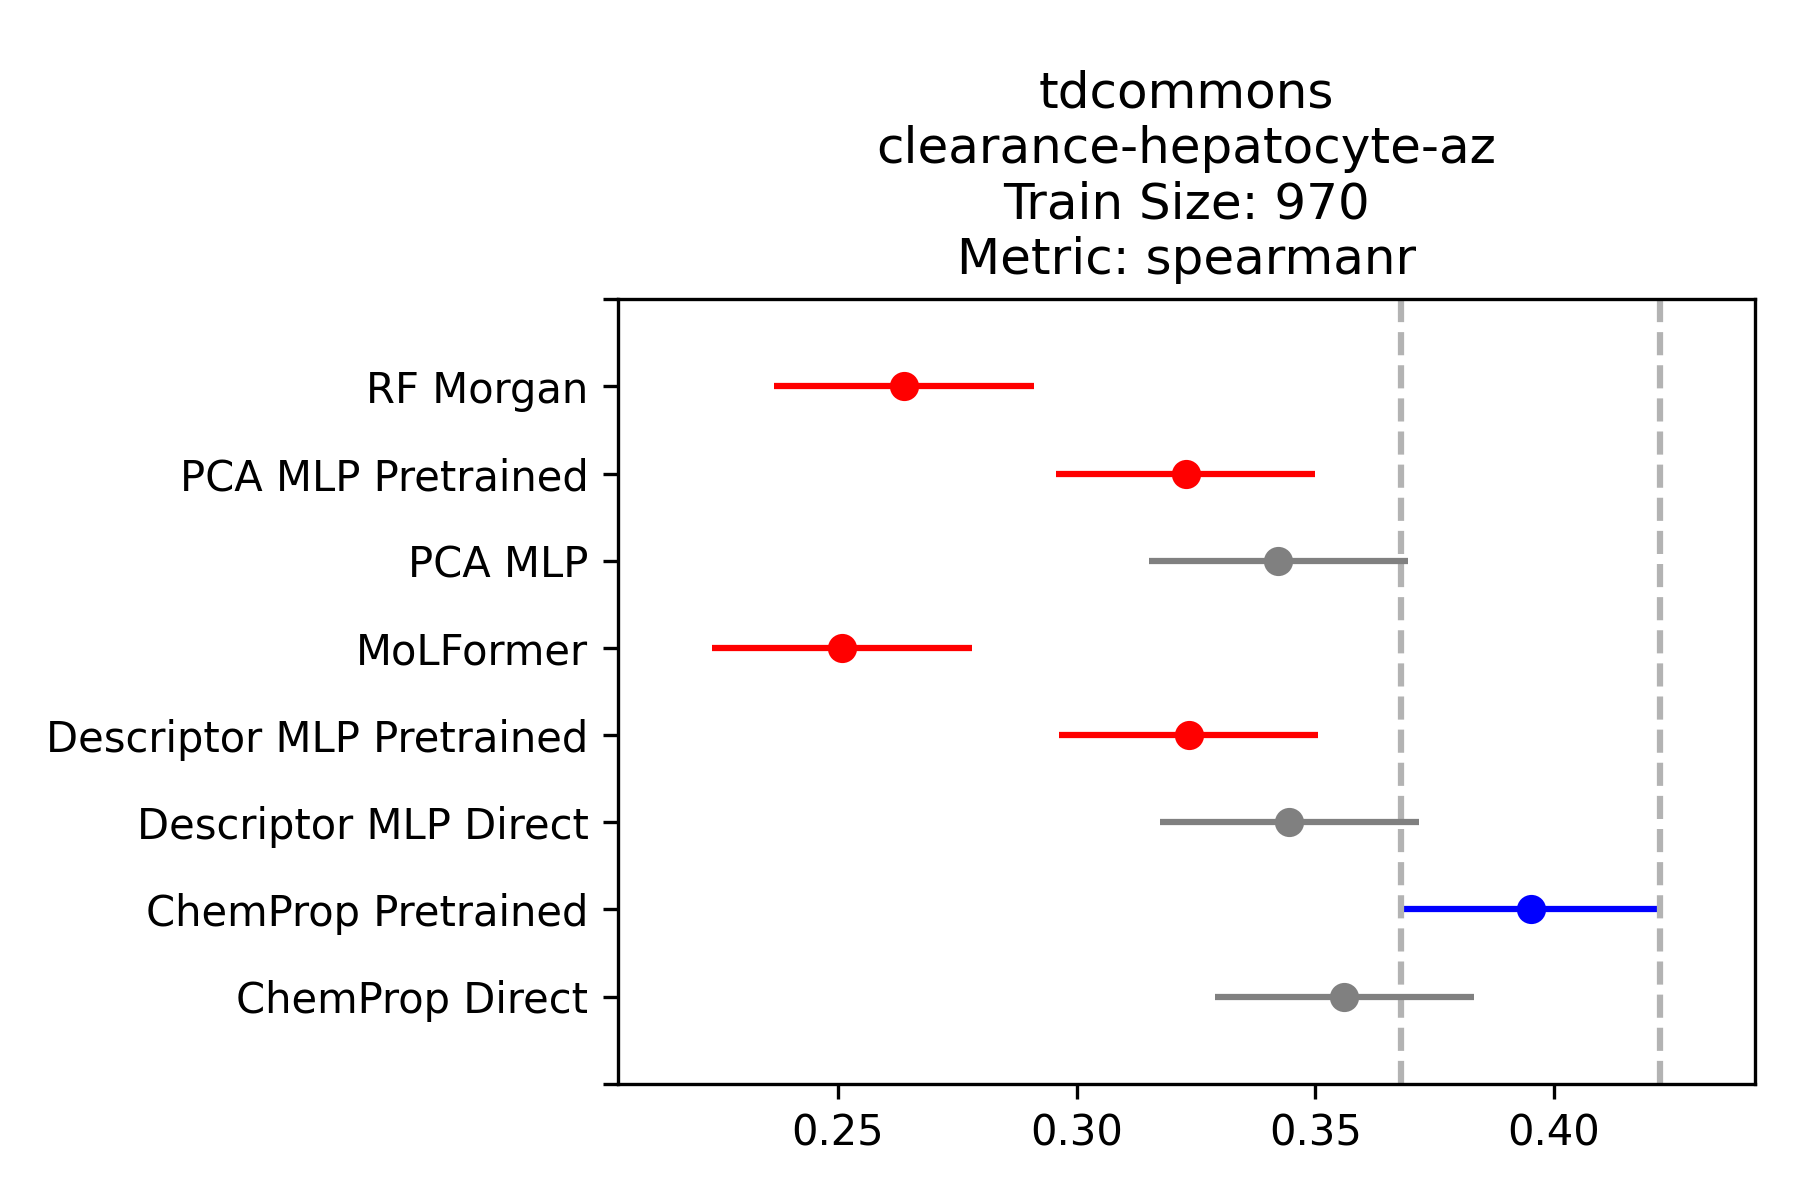 tdcommons
clearance-hepatocyte-az
Train Size: 970
Metric: spearmanr
RF Morgan
PCA MLP Pretrained
PCA MLP
MoLFormer
Descriptor MLP Pretrained
Descriptor MLP Direct
ChemProp Pretrained
ChemProp Direct
0.25 0.30 0.35 0.40